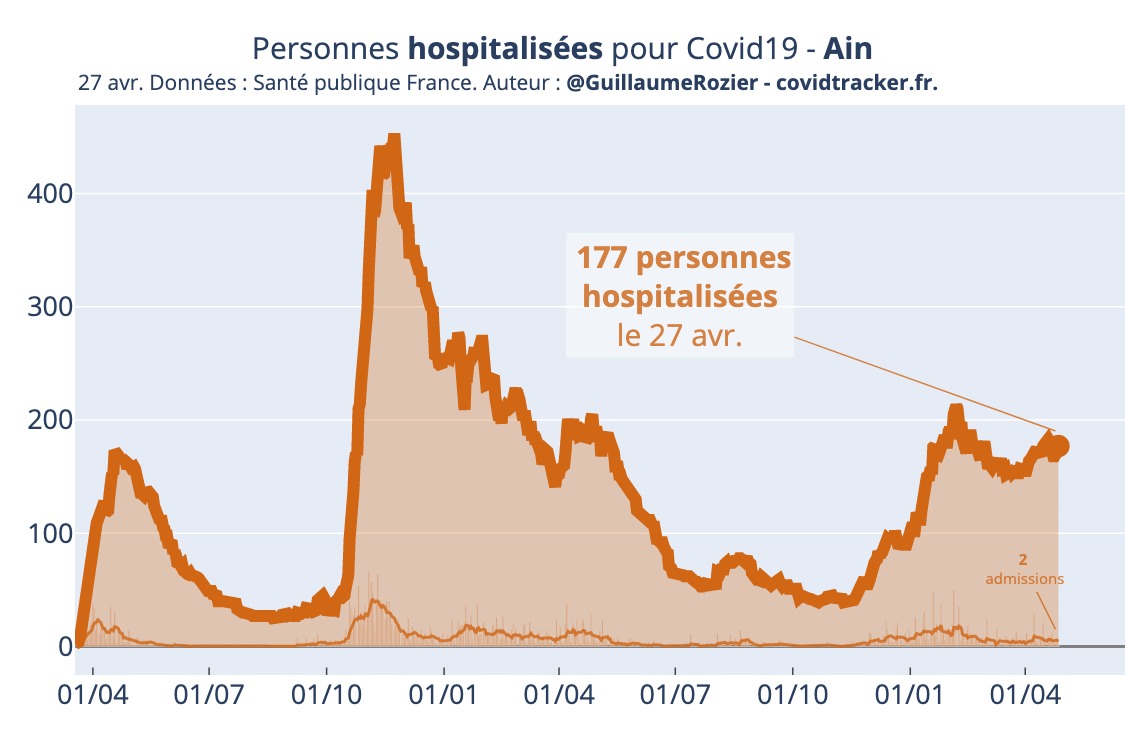 Personnes hospitalisées pour Covid19 - Ain
27 avr. Données : Santé publique France. Auteur : @GuillaumeRozier - covidtracker.fr.
400
300
200
100
0
177 personnes
hospitalisées
le 27 avr.
2
admissions
01/04 01/07 01/10 01/01 01/04 01/07 01/10 01/01 01/04